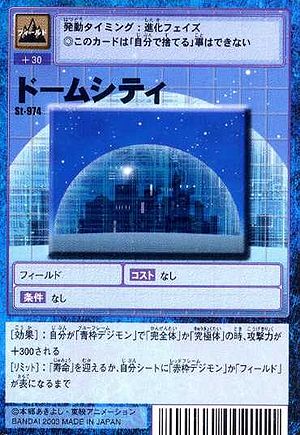 発動タイミング：進化フェイズ
◎このカードは「自分で捨てる」事はできない
フィールド
+30
ドームシティ
St-974
フィールド
コスト なし
条件 なし
[効果]：自分が「青枠デジモン」で「完全体」か「究極体」の時、攻撃力が
+300される
[リミット]：「寿命」を迎えるか、自分シートに「赤枠デジモン」か「フィールド」
が表になるまで
©本郷あきよし・東映アニメーション
BANDAI 2003 MADE IN JAPAN